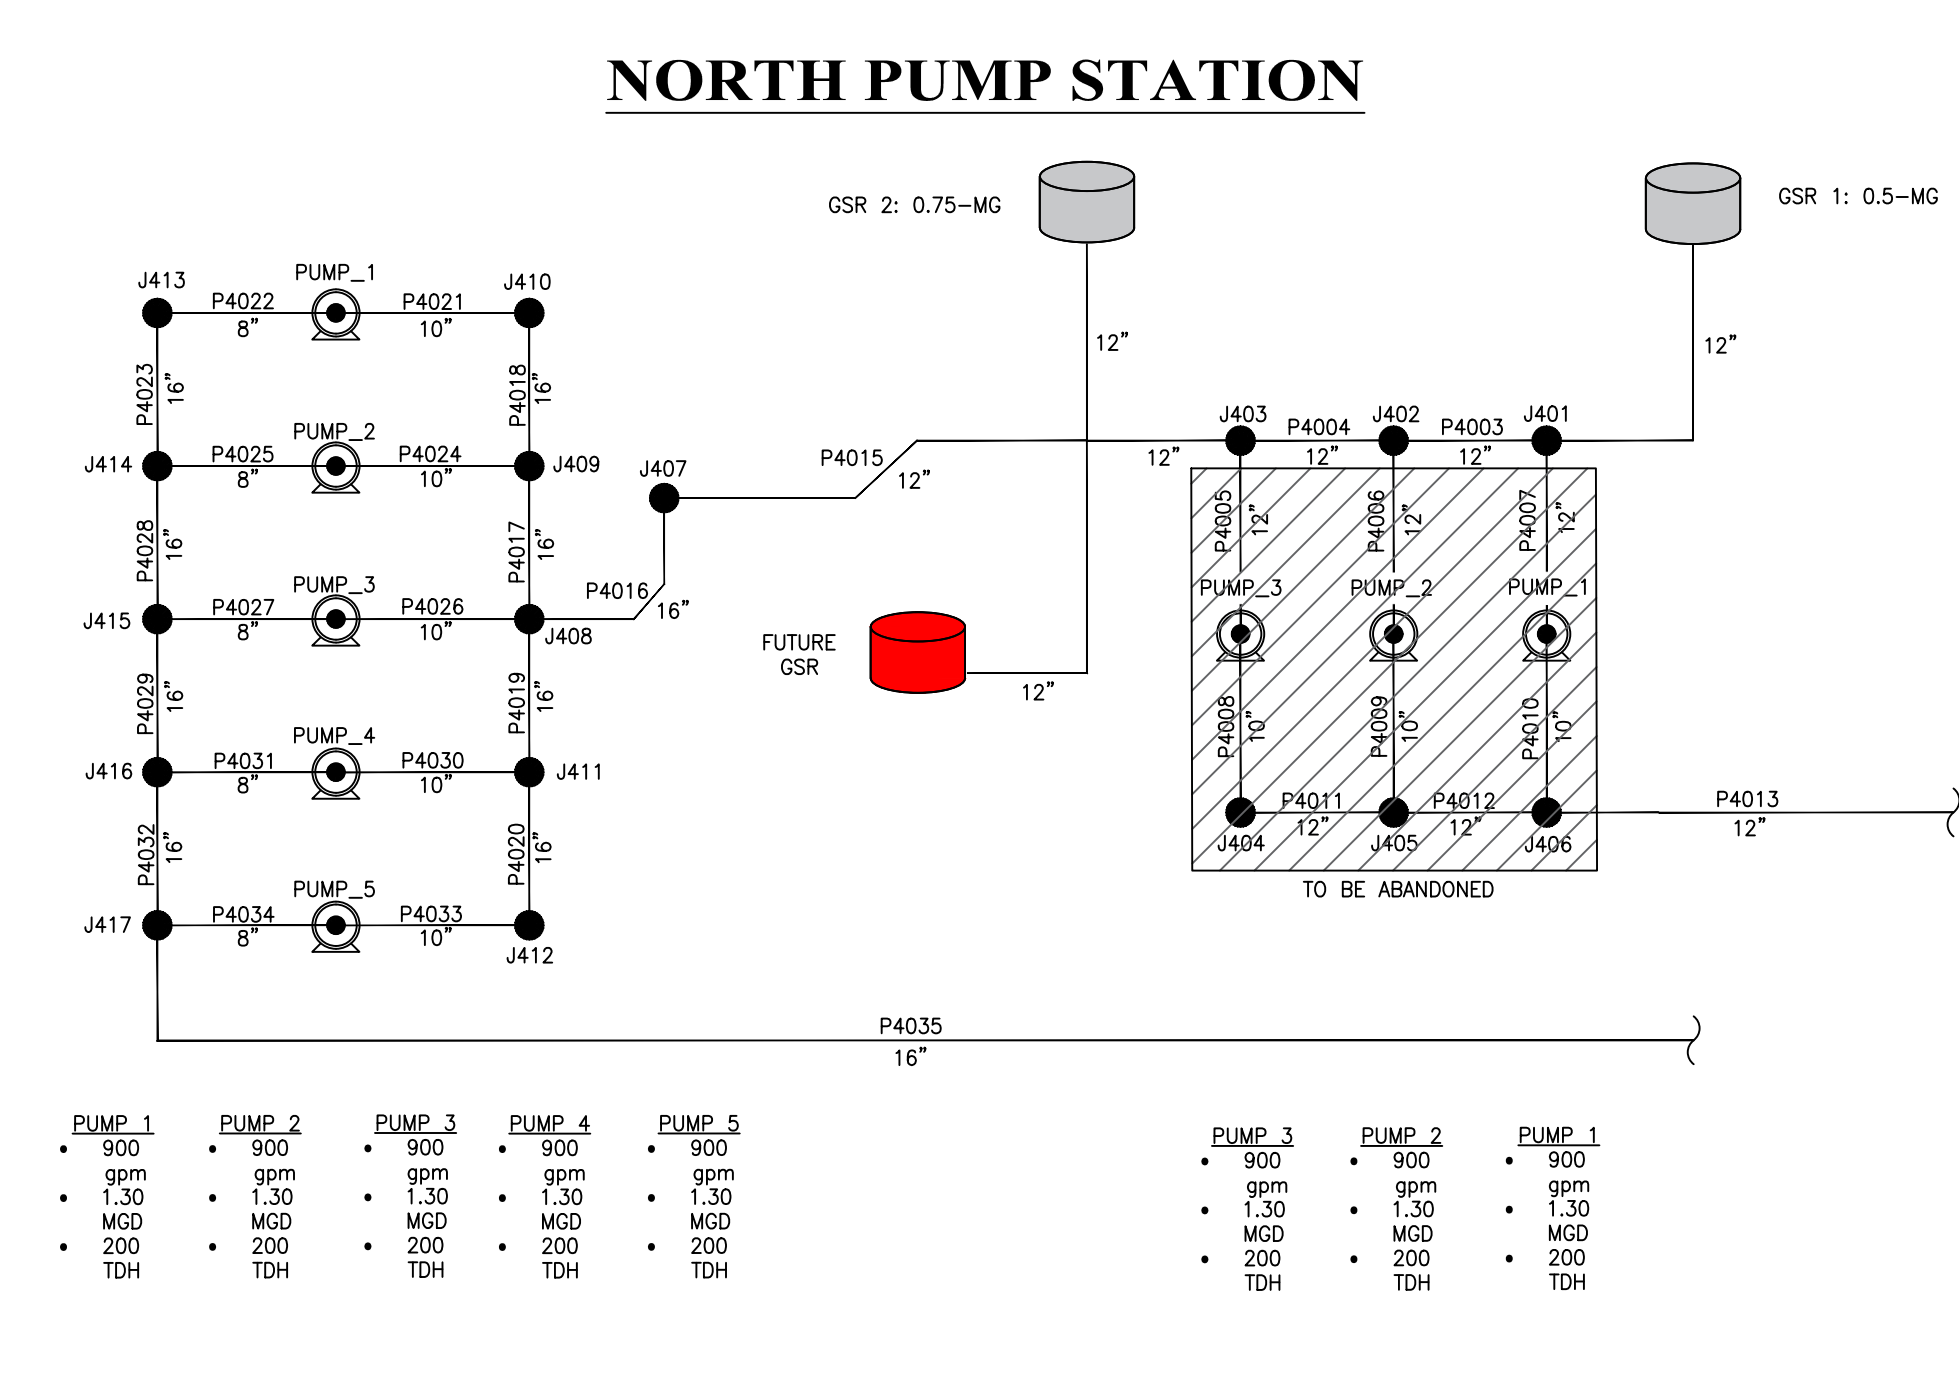 NORTH PUMP STATION
GSR 2: 0.75-MG
GSR 1: 0.5-MG
12”
12”
J413
PUMP_1
J410
P4022
8”
P4021
10”
P4023
16”
P4018
16”
J414
PUMP_2
J409
P4025
8”
P4024
10”
P4028
16”
P4017
16”
J415
PUMP_3
J408
P4027
8”
P4026
10”
P4029
16”
P4019
16”
J416
PUMP_4
J411
P4031
8”
P4030
10”
P4032
16”
P4020
16”
J417
PUMP_5
J412
P4034
8”
P4033
10”
J407
P4016
16”
P4015
12”
FUTURE
GSR
12”
12”
J403
P4004
12”
J402
P4003
12”
J401
P4005
12”
P4006
12”
P4007
12”
PUMP_3
PUMP_2
PUMP_1
P4008
10”
P4009
10”
P4010
10”
P4011
12”
P4012
12”
P4013
12”
J404
J405
J406
TO BE ABANDONED
P4035
16”
PUMP 1
• 900
gpm
• 1.30
MGD
• 200
TDH
PUMP 2
• 900
gpm
• 1.30
MGD
• 200
TDH
PUMP 3
• 900
gpm
• 1.30
MGD
• 200
TDH
PUMP 4
• 900
gpm
• 1.30
MGD
• 200
TDH
PUMP 5
• 900
gpm
• 1.30
MGD
• 200
TDH
PUMP 3
• 900
gpm
• 1.30
MGD
• 200
TDH
PUMP 2
• 900
gpm
• 1.30
MGD
• 200
TDH
PUMP 1
• 900
gpm
• 1.30
MGD
• 200
TDH